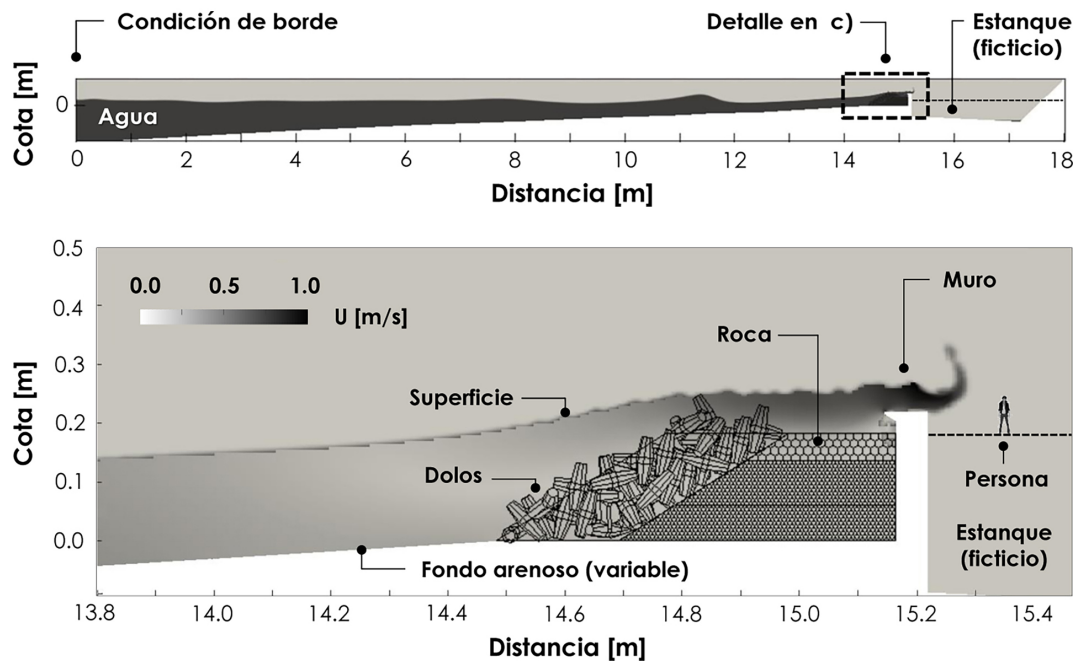 Condición de borde
Detalle en c)
Estanque
(ficticio)
Cota [m]
0
Agua
0 2 4 6 8 10 12 14 16 18
Distancia [m]
0.5
0.4
0.3
0.2
0.1
0.0
Cota [m]
0.0 0.5 1.0
U [m/s]
Muro
Roca
Superficie
Dolos
Persona
Estanque
(ficticio)
Fondo arenoso (variable)
13.8 14.0 14.2 14.4 14.6 14.8 15.0 15.2 15.4
Distancia [m]